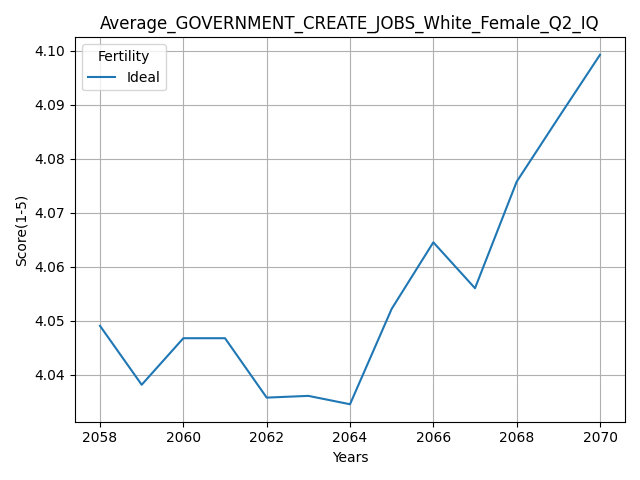 Average_GOVERNMENT_CREATE_JOBS_White_Female_Q2_IQ
Fertility
Ideal
4.10
4.09
4.08
4.07
4.06
4.05
4.04
Score(1-5)
2058 2060 2062 2064 2066 2068 2070
Years